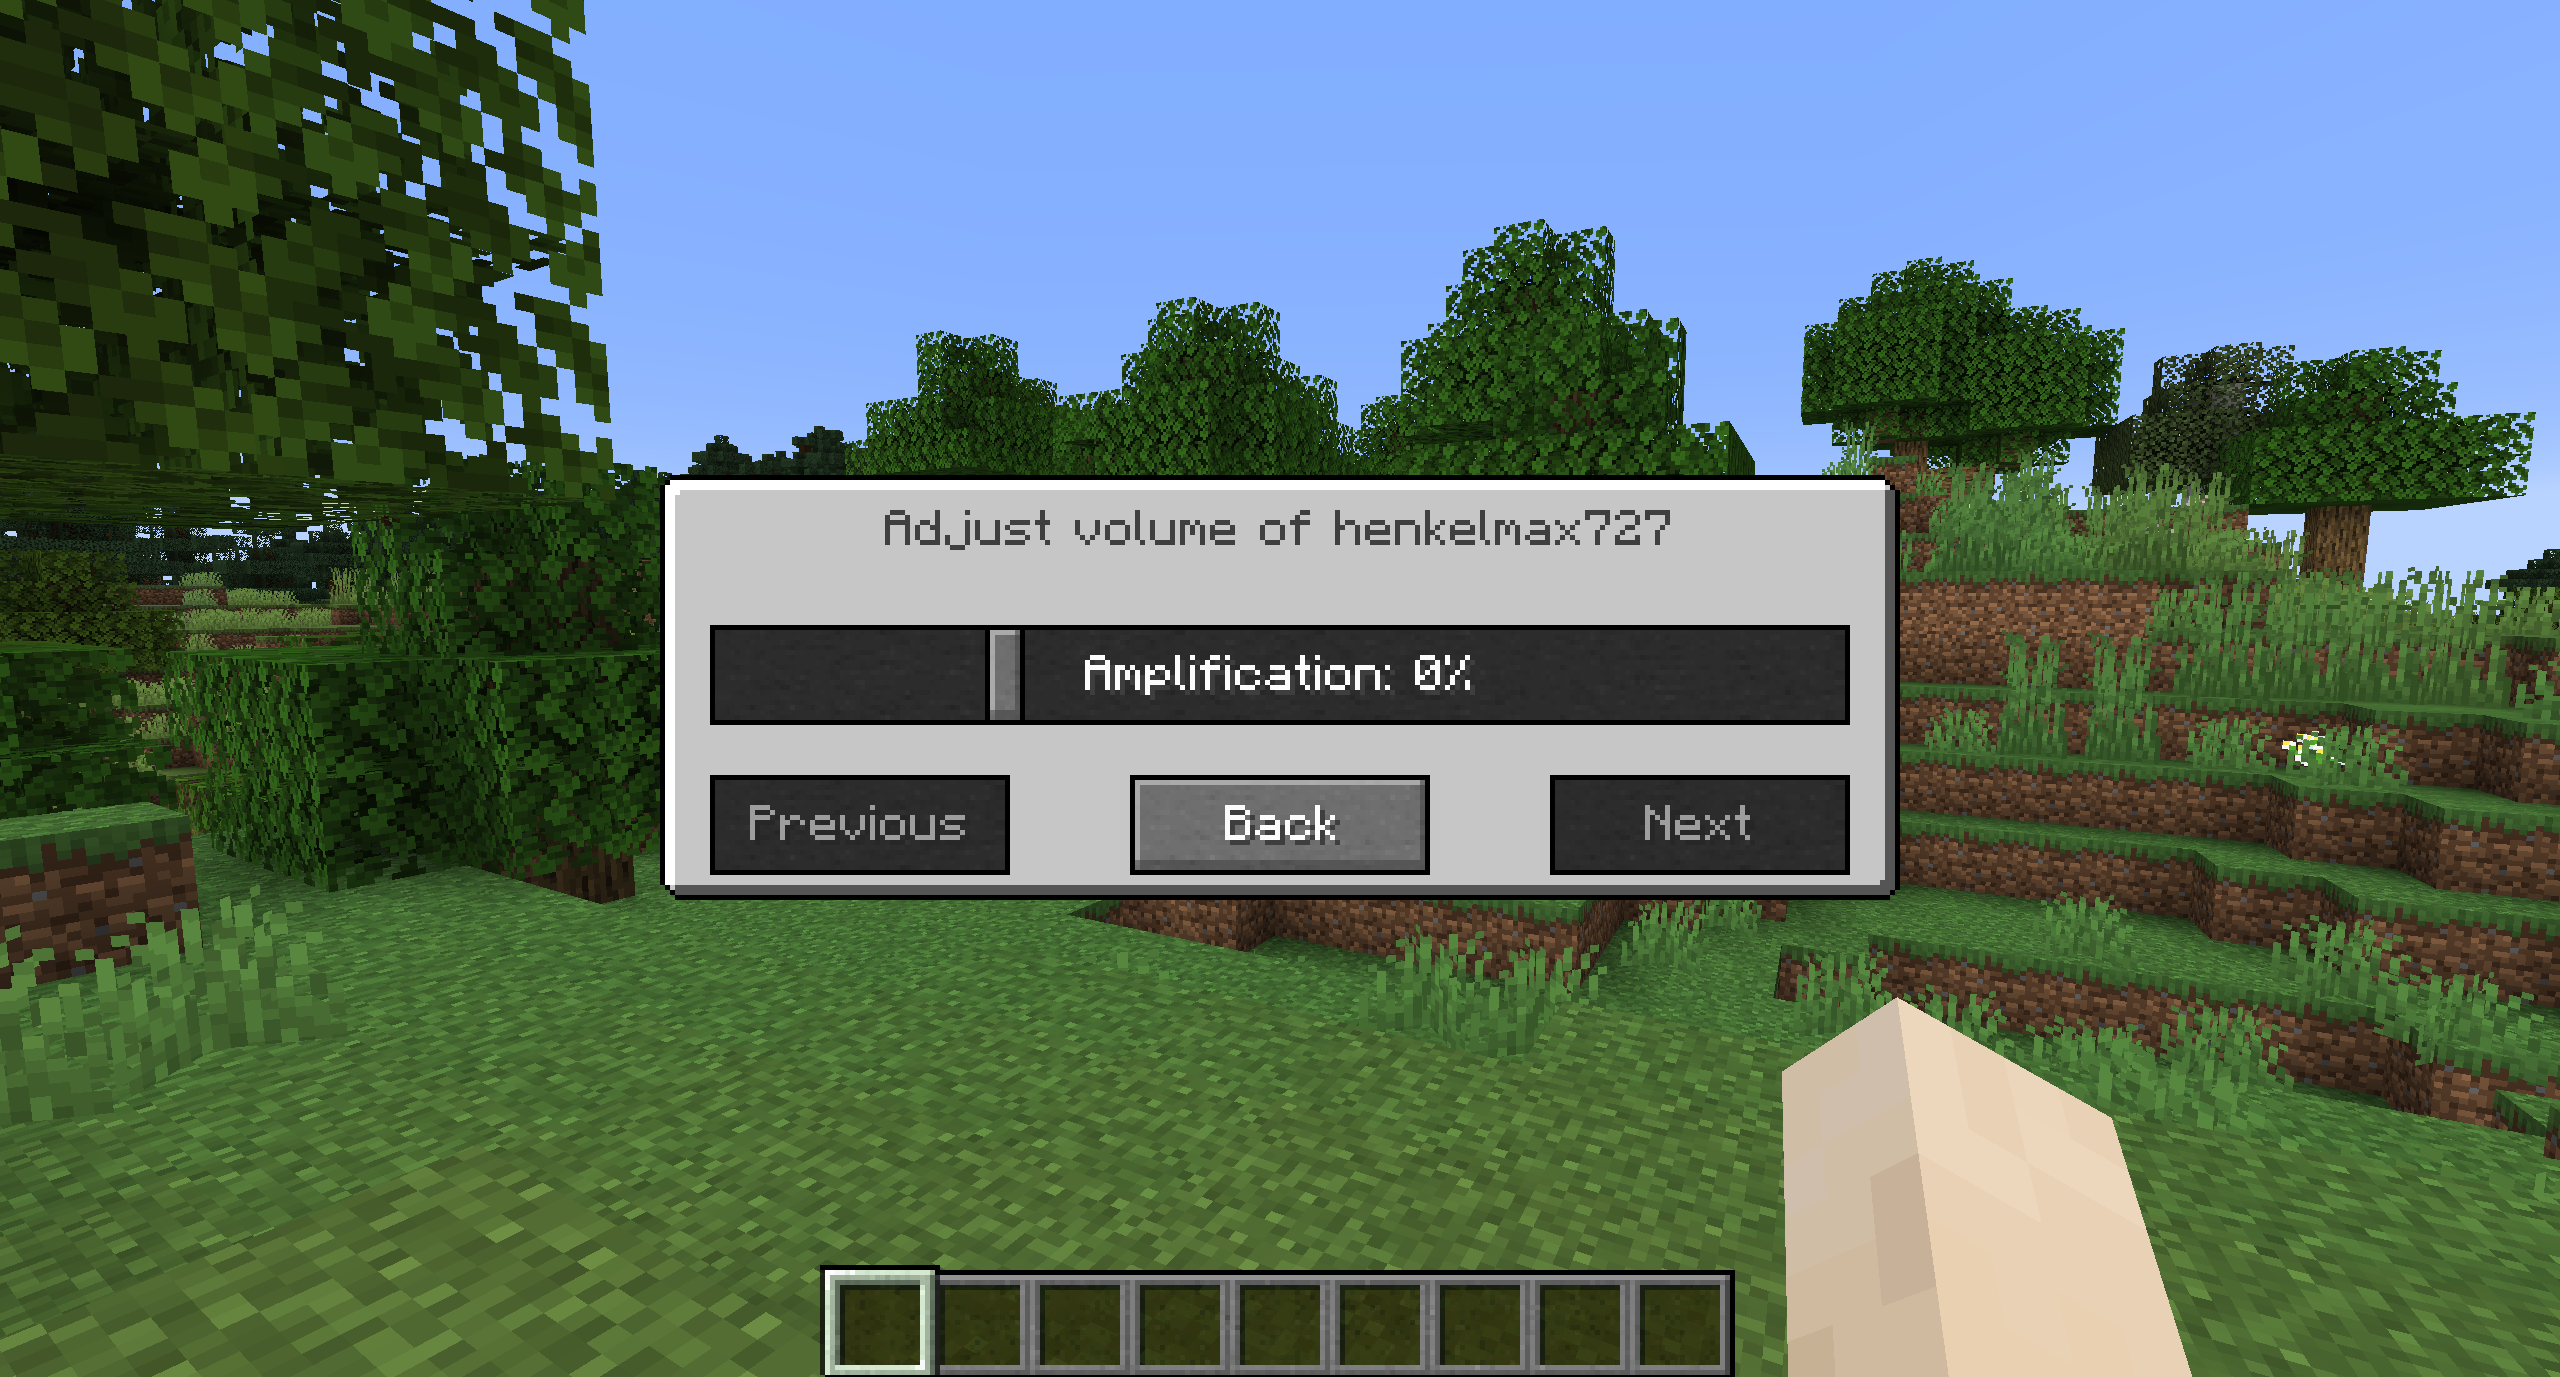 Adjust volume of henkelmax727
Amplification: 0%
Previous
Back
Next